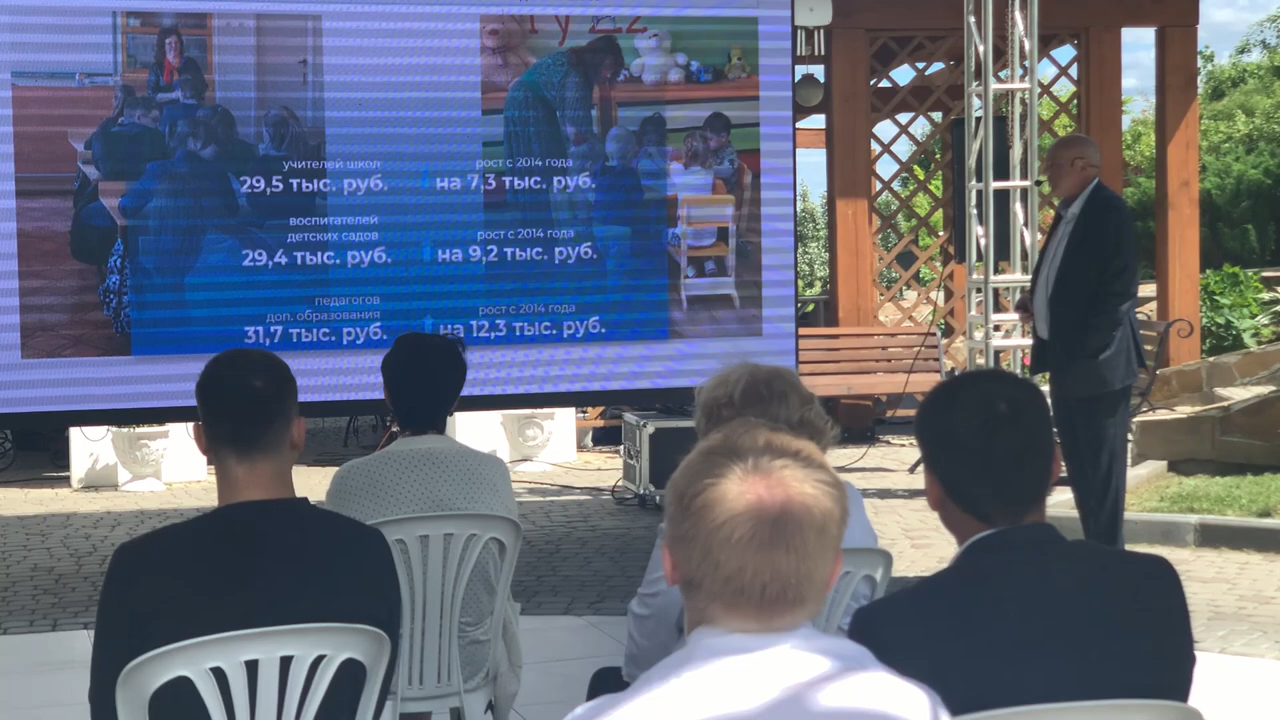 учителей школ
29,5 тыс. руб.
рост с 2014 года
на 7,3 тыс. руб.
воспитателей
детских садов
29,4 тыс. руб.
рост с 2014 года
на 9,2 тыс. руб.
педагогов
доп. образования
31,7 тыс. руб.
рост с 2014 года
на 12,3 тыс. руб.